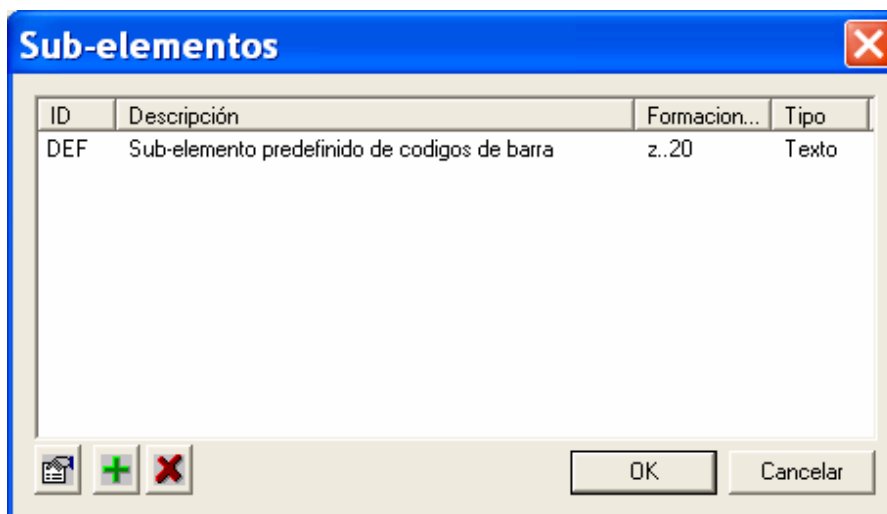 Sub-elementos
ID Descripción Formacion... Tipo
DEF Sub-elemento predefinido de codigos de barra z..20 Texto
OK Cancelar